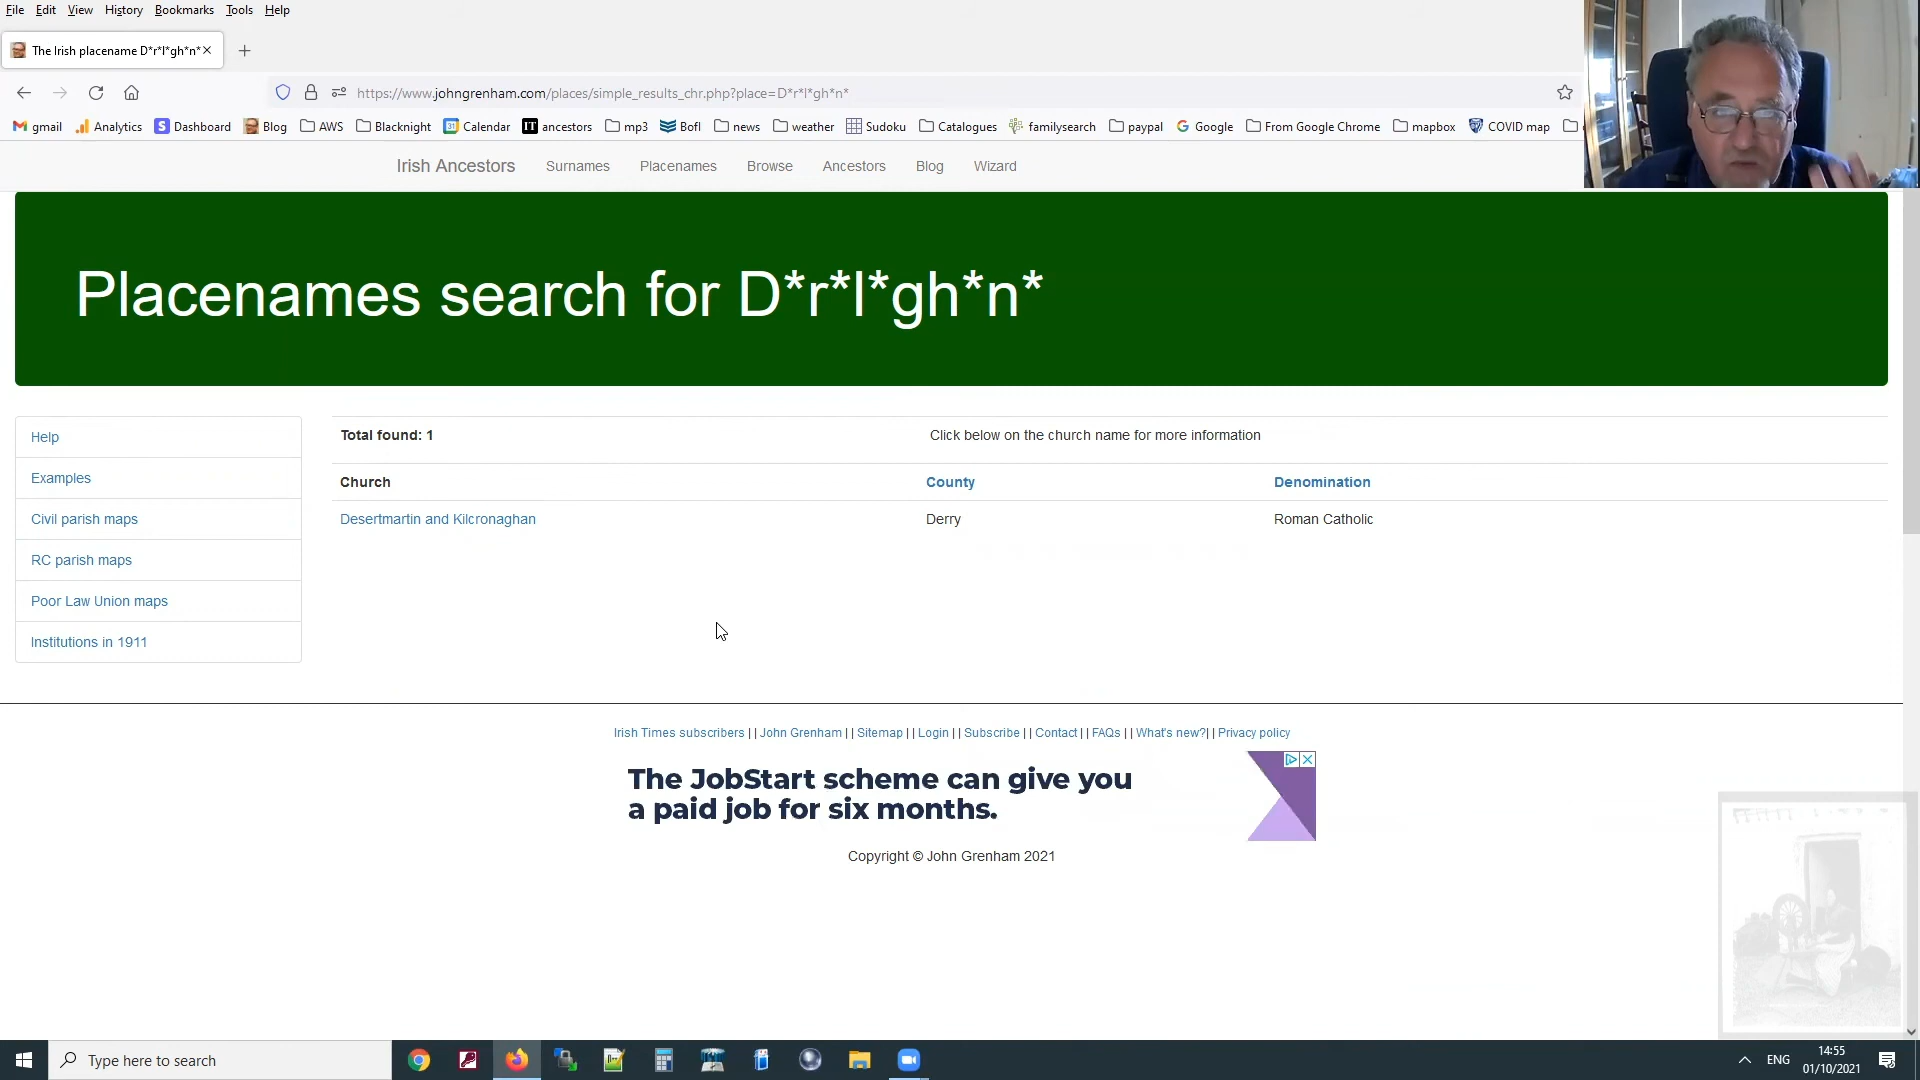 File Edit View History Bookmarks Tools Help
The Irish placename D*r*l*gh*n*
https://www.johngrenham.com/places/simple_results_chr.php?place=D*r*l*gh*n*
gmail Analytics Dashboard Blog AWS Blacknight Calendar ancestors mp3 BofI news weather Sudoku Catalogues familysearch paypal Google From Google Chrome mapbox COVID map
Irish Ancestors Surnames Placenames Browse Ancestors Blog Wizard
Placenames search for D*r*l*gh*n*
Help
Examples
Civil parish maps
RC parish maps
Poor Law Union maps
Institutions in 1911
Total found: 1 Click below on the church name for more information
Church County Denomination
Desertmartin and Kilcronaghan Derry Roman Catholic
Irish Times subscribers | | John Grenham | | Sitemap | | Login | | Subscribe | | Contact | | FAQs | | What's new?| | Privacy policy
The JobStart scheme can give you
a paid job for six months.
Copyright © John Grenham 2021
Type here to search
ENG
14:55
01/10/2021